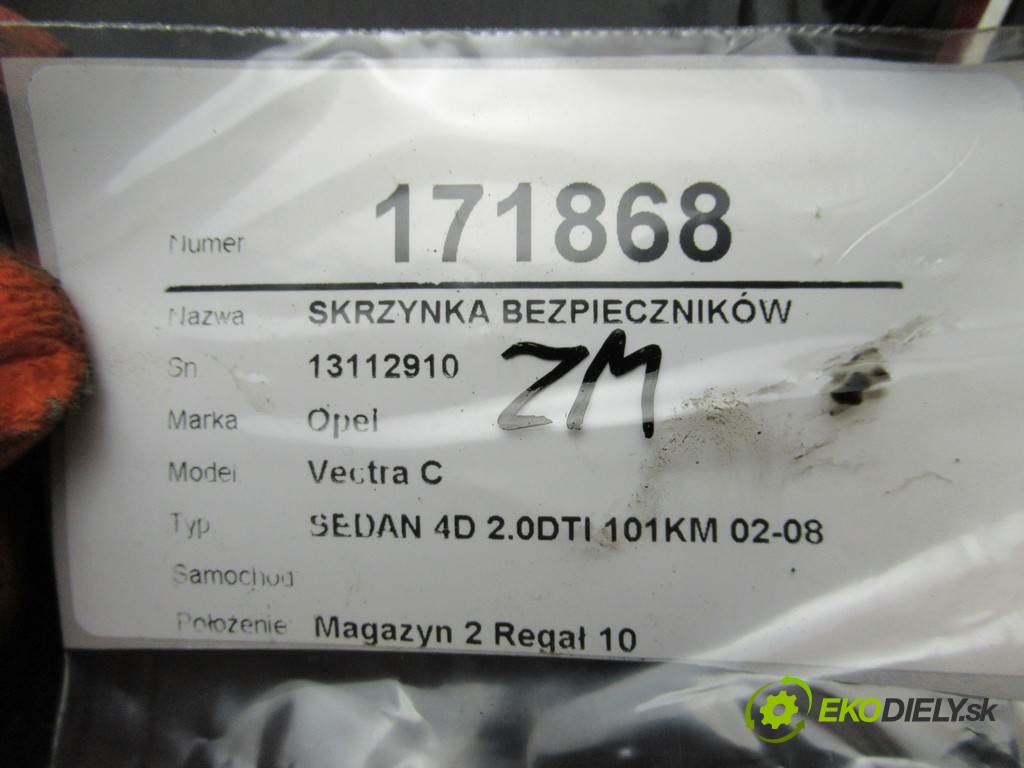 Numer 171868
Nazwa SKRZYNKA BEZPIECZNIKÓW
Sn 13112910 ZM
Marka Opel
Model Vectra C
Typ SEDAN 4D 2.0DTI 101KM 02-08
Samochód
Położenie Magazyn 2 Regał 10
EKODIELY.sk